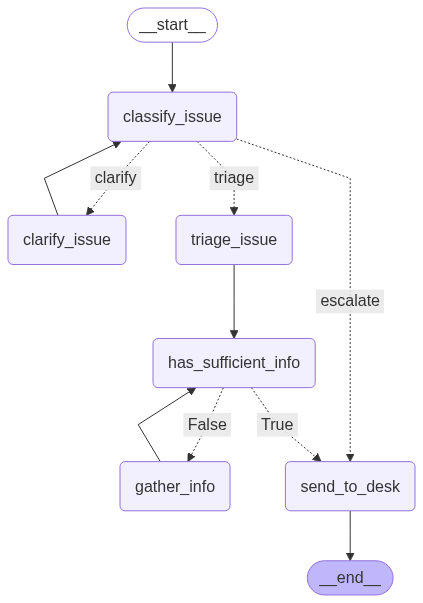 __start__
classify_issue
clarify
triage
clarify_issue
triage_issue
escalate
has_sufficient_info
False
True
gather_info
send_to_desk
__end__